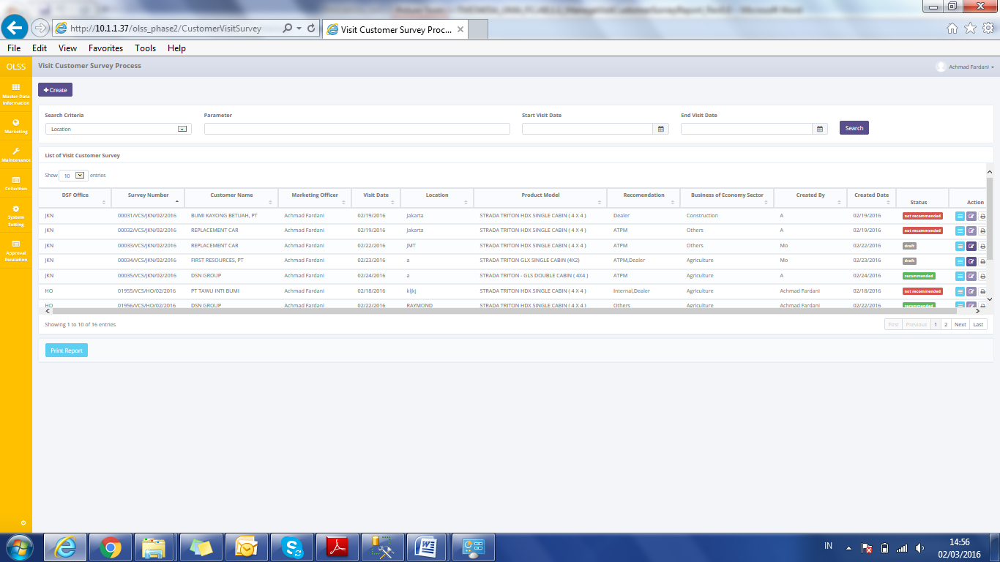 http://10.1.1.37/olss_phase2/CustomerVisitSurvey
Visit Customer Survey Proc...
File Edit View Favorites Tools Help
OLSS
Visit Customer Survey Process
Achmad Fardani
Master Data
Information
Marketing
Maintenance
Collection
System
Setting
Approval
Escalation
Create
Search Criteria Parameter Start Visit Date End Visit Date
Location
Search
List of Visit Customer Survey
Show 10 entries
DSF Office Survey Number Customer Name Marketing Officer Visit Date Location Product Model Recomendation Business of Economy Sector Created By Created Date Status Action
JKN 00031/VCS/JKN/02/2016 BUMI KAYONG BETUAH, PT Achmad Fardani 02/19/2016 Jakarta STRADA TRITON HDX SINGLE CABIN ( 4 X 4 ) Dealer Construction A 02/19/2016 not recommended
JKN 00032/VCS/JKN/02/2016 REPLACEMENT CAR Achmad Fardani 02/19/2016 Jakarta STRADA TRITON HDX SINGLE CABIN ( 4 X 4 ) ATPM Others A 02/19/2016 not recommended
JKN 00033/VCS/JKN/02/2016 REPLACEMENT CAR Achmad Fardani 02/22/2016 JMT STRADA TRITON HDX SINGLE CABIN ( 4 X 4 ) ATPM Others Mo 02/22/2016 draft
JKN 00034/VCS/JKN/02/2016 FIRST RESOURCES, PT Achmad Fardani 02/23/2016 a STRADA TRITON GLX SINGLE CABIN (4X2) ATPM,Dealer Agriculture Mo 02/23/2016 draft
JKN 00035/VCS/JKN/02/2016 DSN GROUP Achmad Fardani 02/24/2016 a STRADA TRITON - GLS DOUBLE CABIN ( 4X4 ) ATPM Agriculture A 02/24/2016 recommended
HO 01955/VCS/HO/02/2016 PT TAWU INTI BUMI Achmad Fardani 02/18/2016 kljkj STRADA TRITON HDX SINGLE CABIN ( 4 X 4 ) Internal,Dealer Agriculture Achmad Fardani 02/18/2016 not recommended
HO 01956/VCS/HO/02/2016 DSN GROUP Achmad Fardani 02/22/2016 RAYMOND STRADA TRITON HDX SINGLE CABIN ( 4 X 4 ) Others Agriculture Achmad Fardani 02/22/2016 recommended
Showing 1 to 10 of 16 entries
First Previous 1 2 Next Last
Print Report
IN
14:56
02/03/2016